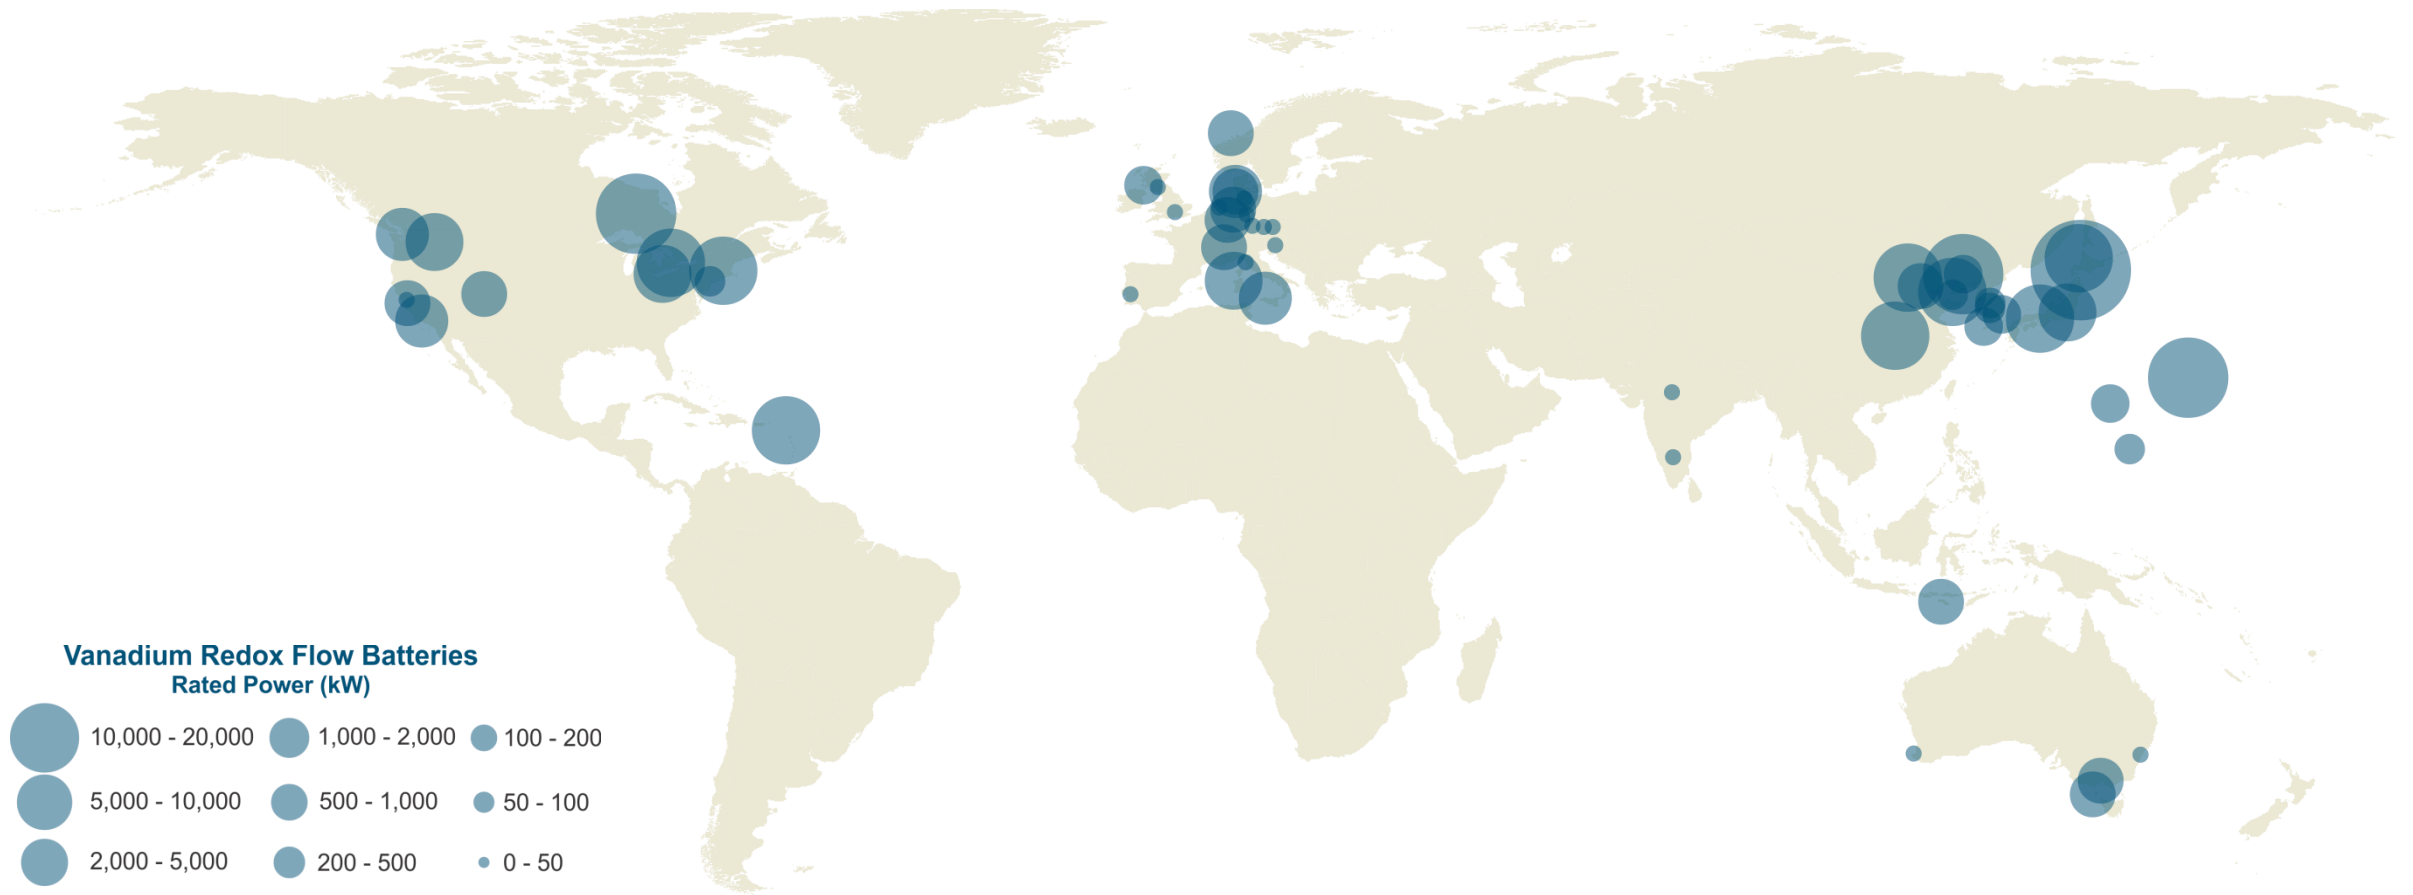 Vanadium Redox Flow Batteries
Rated Power (kW)
10,000 - 20,000
1,000 - 2,000
100 - 200
5,000 - 10,000
500 - 1,000
50 - 100
2,000 - 5,000
200 - 500
0 - 50